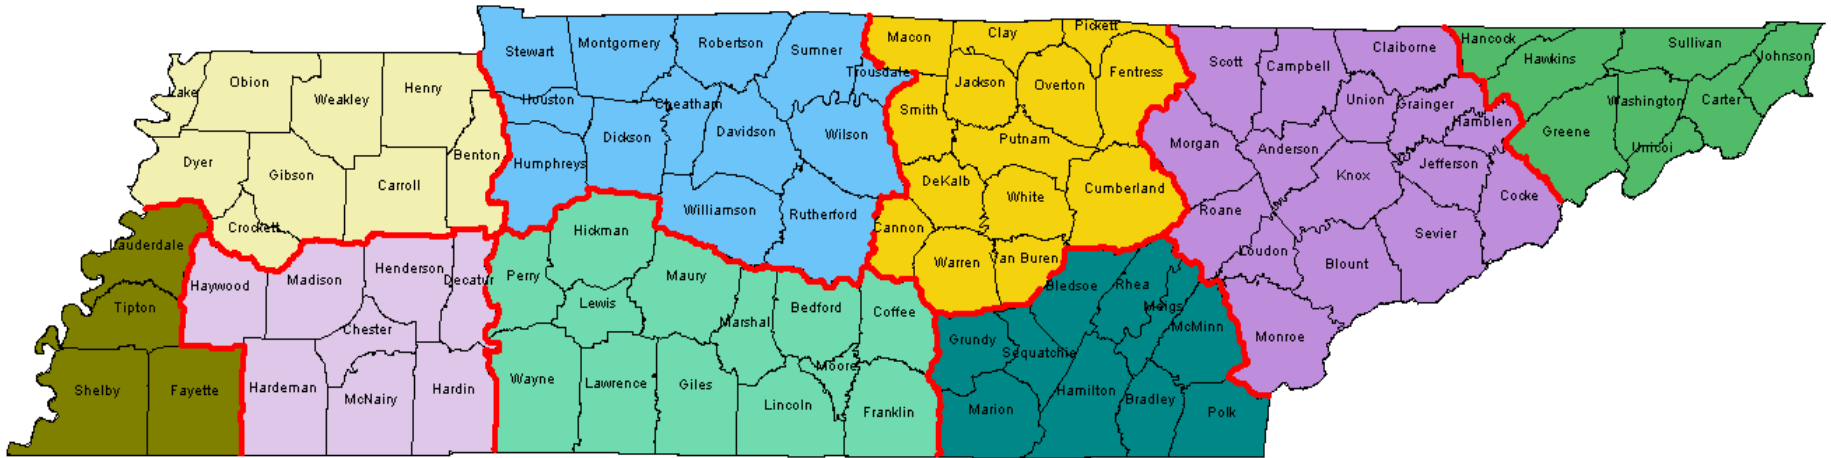 Lake
Obion
Weakley
Henry
Dyer
Gibson
Carroll
Benton
Crockett
Lauderdale
Tipton
Shelby
Fayette
Haywood
Madison
Henderson
Decatur
Chester
Hardeman
McNairy
Hardin
Stewart
Montgomery
Robertson
Sumner
Trousdale
Houston
Cheatham
Dickson
Davidson
Wilson
Humphreys
Williamson
Rutherford
Hickman
Perry
Lewis
Maury
Marshal
Bedford
Coffee
Moore
Wayne
Lawrence
Giles
Lincoln
Franklin
Macon
Clay
Pickett
Jackson
Overton
Fentress
Smith
Putnam
DeKalb
White
Cumberland
Cannon
Warren
Van Buren
Bledsoe
Rhea
Meigs
McMinn
Grundy
Sequatchie
Marion
Hamilton
Bradley
Polk
Scott
Campbell
Claiborne
Union
Grainger
Hamblen
Morgan
Anderson
Knox
Jefferson
Cocke
Roane
Loudon
Blount
Sevier
Monroe
Hancock
Hawkins
Sullivan
Johnson
Washington
Carter
Greene
Unicoi